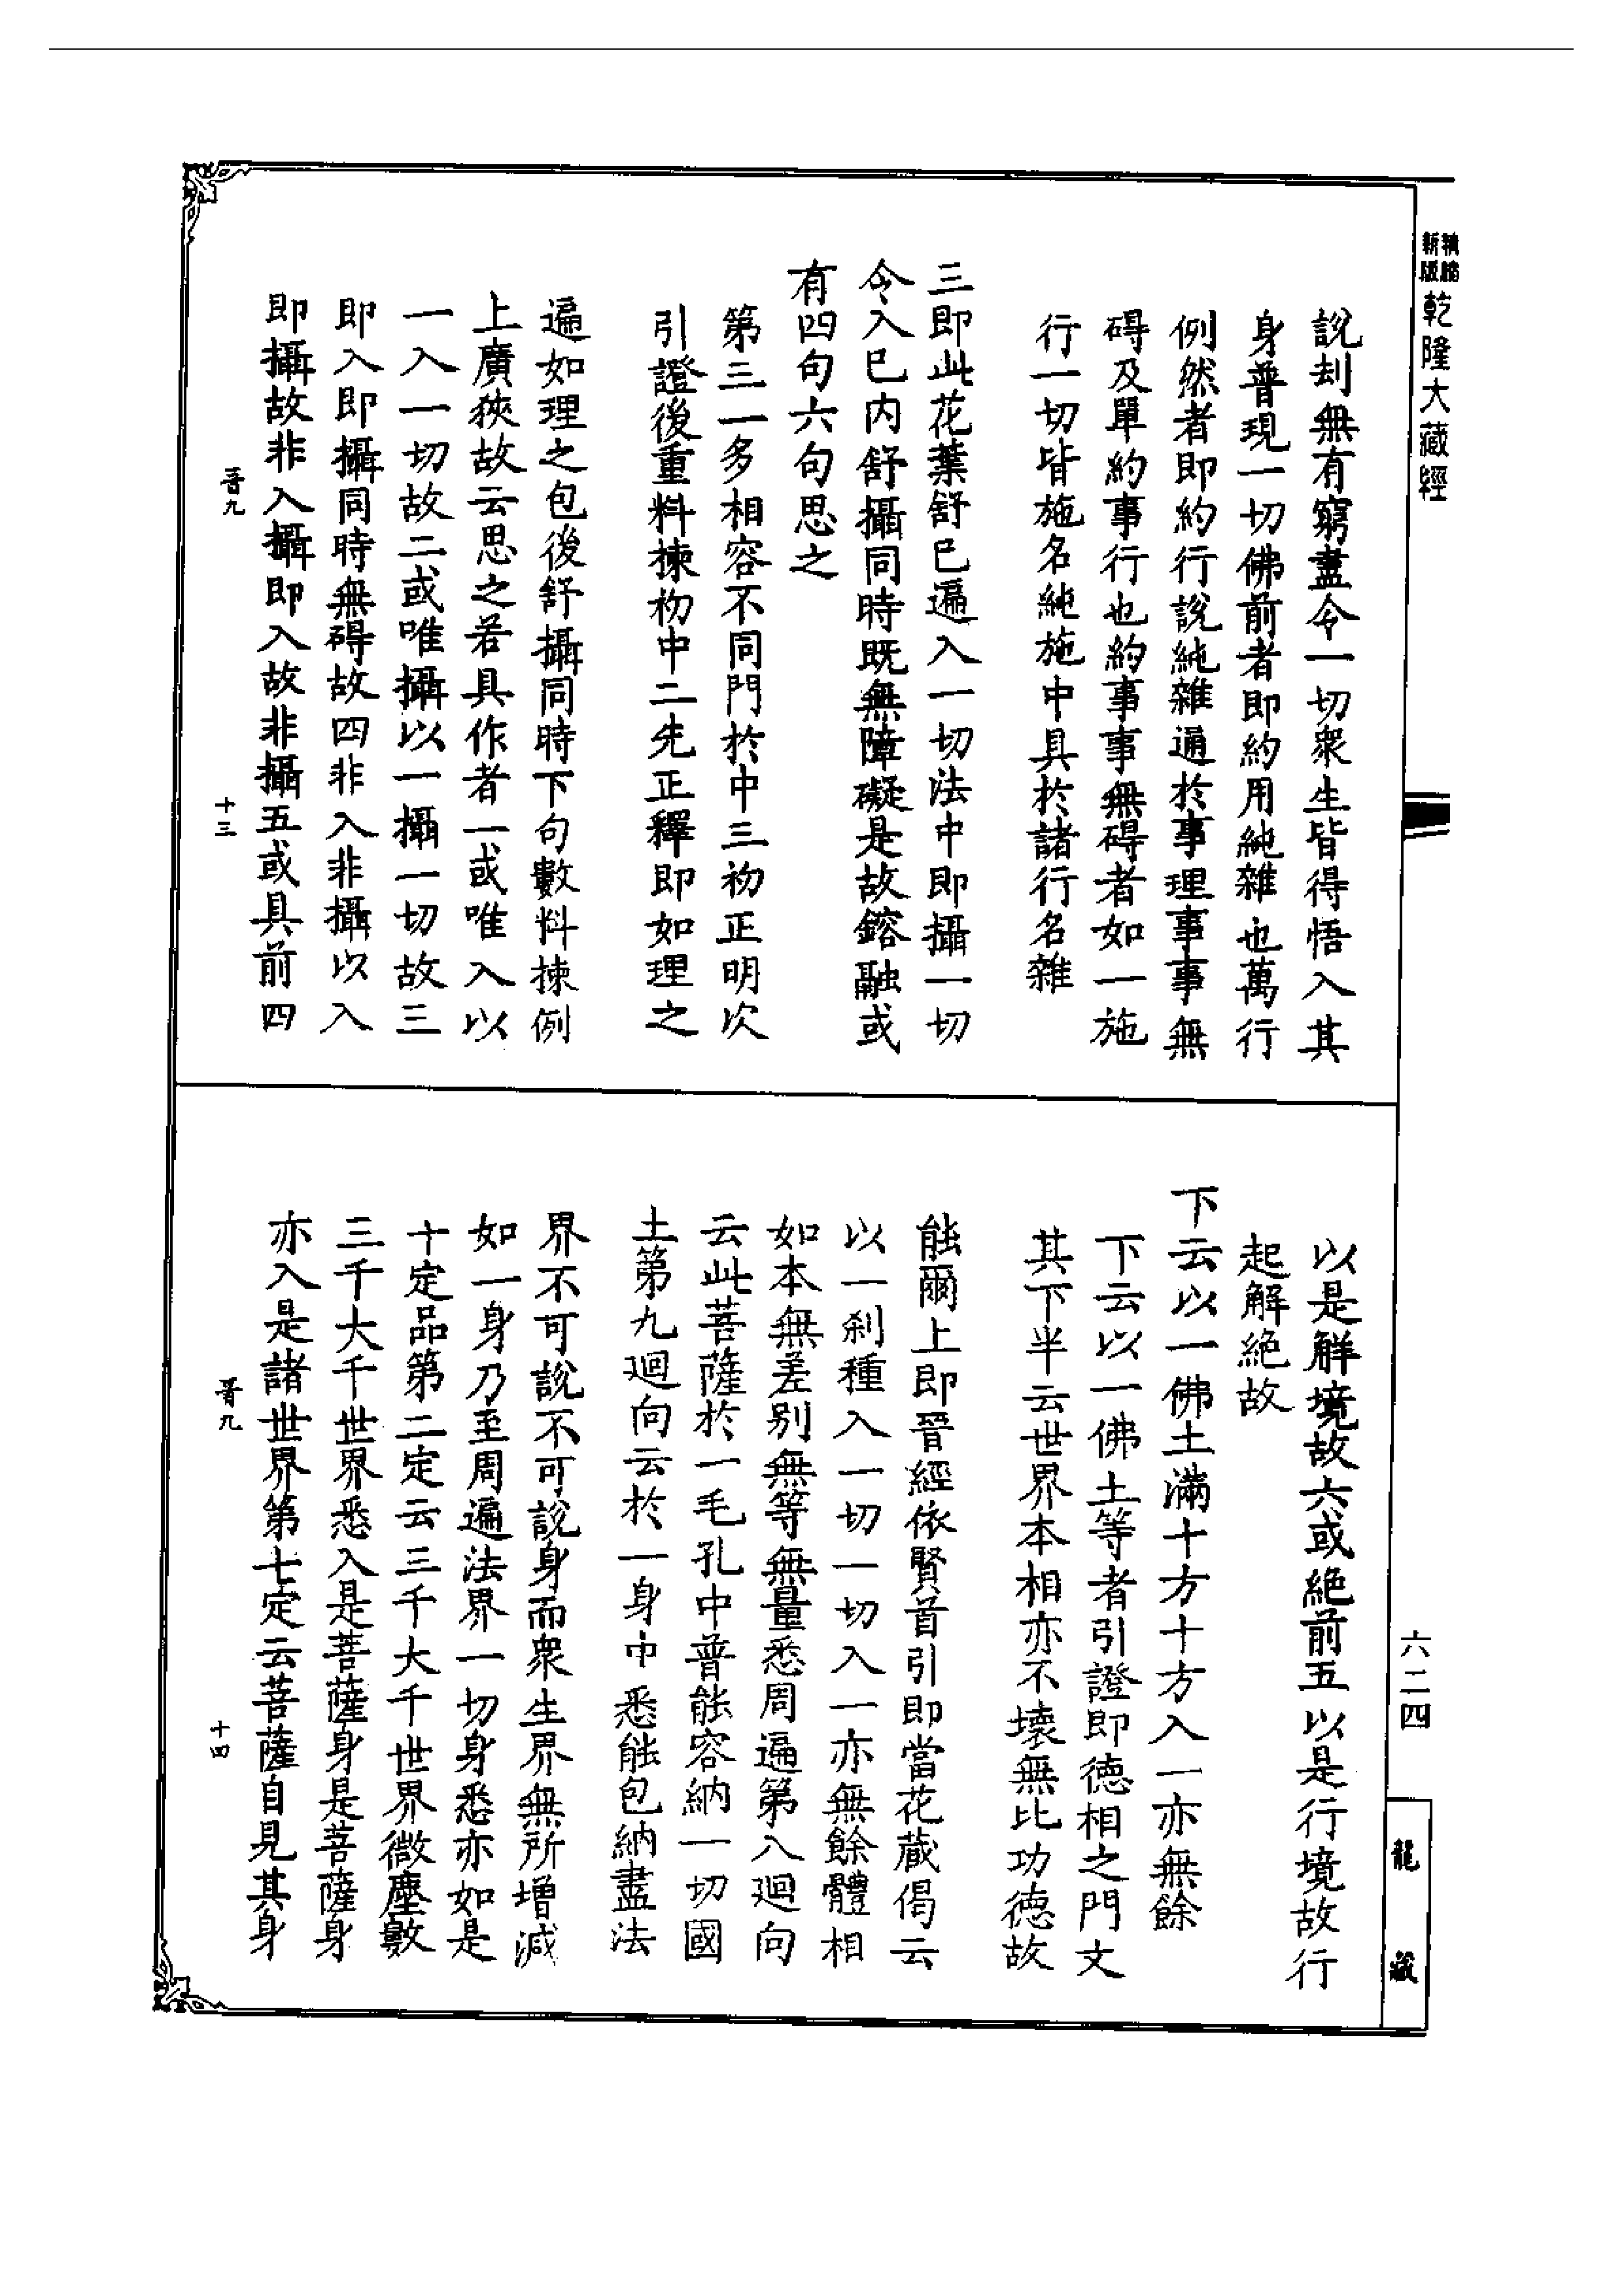 精縮新版乾隆大藏經
說刼無有窮盡令一切衆生皆得悟入其
身普現一切佛前者即約用純雜也萬行
例然者即約行說純雜通於事理事事無
碍及單約事行也約事事無碍者如一施
行一切皆施名純施中具於諸行名雜
三即此花葉舒已遍入一切法中即攝一切
令入已內舒攝同時既無障礙是故鎔融或
有四句六句思之
第三一多相容不同門於中三初正明次
引證後重料揀初中二先正釋即如理之
遍如理之包後舒攝同時下句數料揀例
上廣狹故云思之若具作者一或唯入以
一入一切故二或唯攝以一攝一切故三
即入即攝同時無碍故四非入非攝以入
即攝故非入攝即入故非攝五或具前四
晉九
十三
以是解境故六或絕前五以是行境故行
起解絕故
下云以一佛土滿十方十方入一亦無餘
下云以一佛土等者引證即德相之門文
其下半云世界本相亦不壞無比功德故
能爾上即晉經依賢首引即當花藏偈云
以一刹種入一切一切入一亦無餘體相
如本無差別無等無量悉周遍第八迴向
云此菩薩於一毛孔中普能容納一切國
土第九迴向云於一身中悉能包納盡法
界不可說不可說身而衆生界無所增減
如一身乃至周遍法界一切身悉亦如是
十定品第二定云三千大千世界微塵數
三千大千世界悉入是菩薩身是菩薩身
亦入是諸世界第七定云菩薩自見其身
晉九
十四
六二四
龍藏